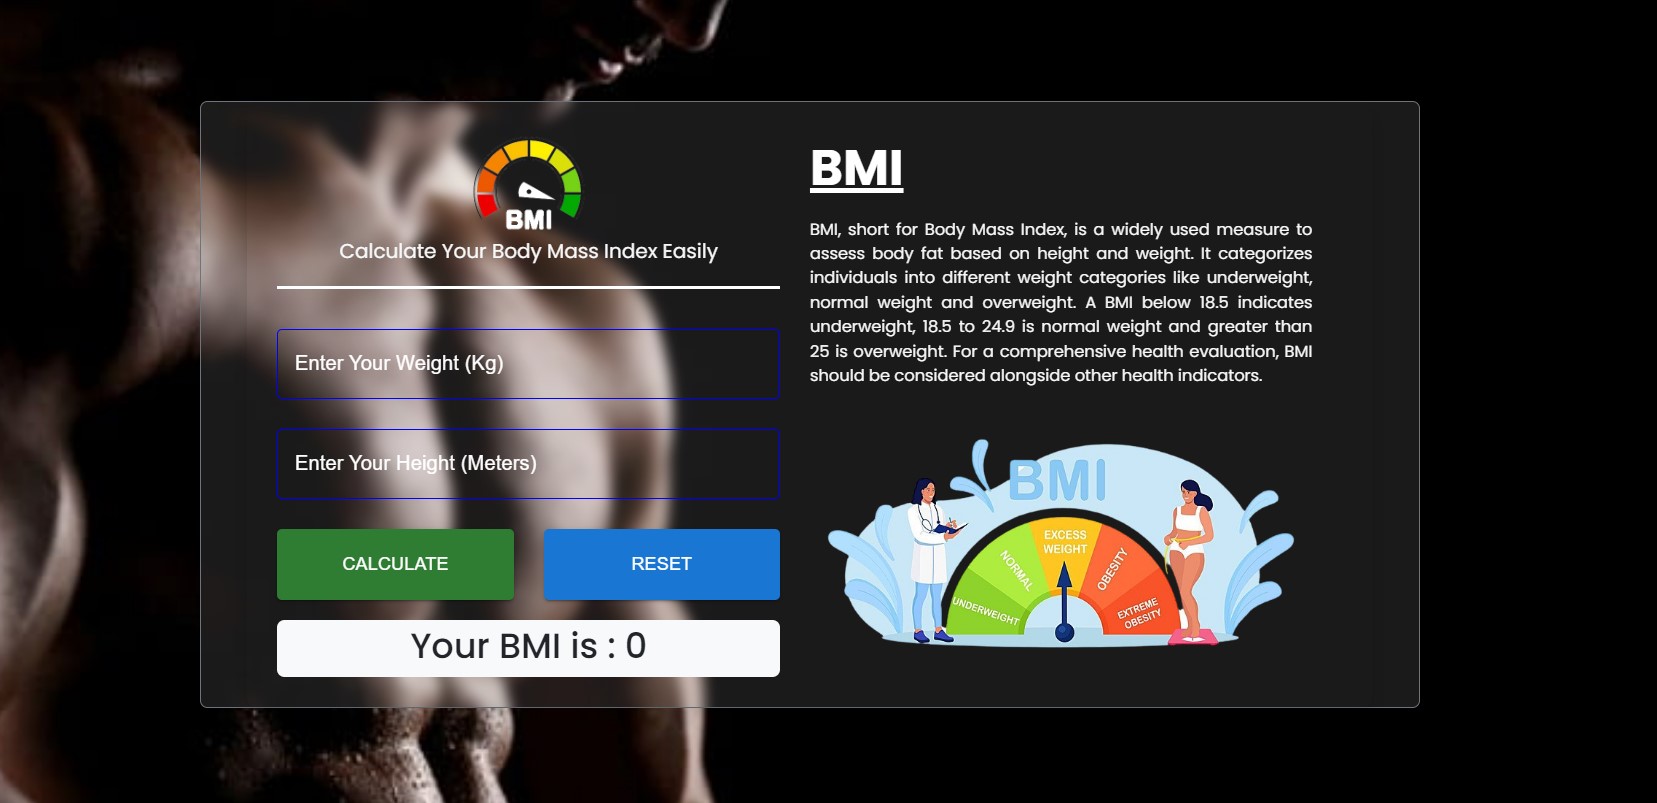 BMI
Calculate Your Body Mass Index Easily
Enter Your Weight (Kg)
Enter Your Height (Meters)
CALCULATE
RESET
Your BMI is : 0
BMI
BMI, short for Body Mass Index, is a widely used measure to
assess body fat based on height and weight. It categorizes
individuals into different weight categories like underweight,
normal weight and overweight. A BMI below 18.5 indicates
underweight, 18.5 to 24.9 is normal weight and greater than
25 is overweight. For a comprehensive health evaluation, BMI
should be considered alongside other health indicators.
BMI
UNDERWEIGHT
NORMAL
EXCESS
WEIGHT
OBESITY
EXTREME
OBESITY